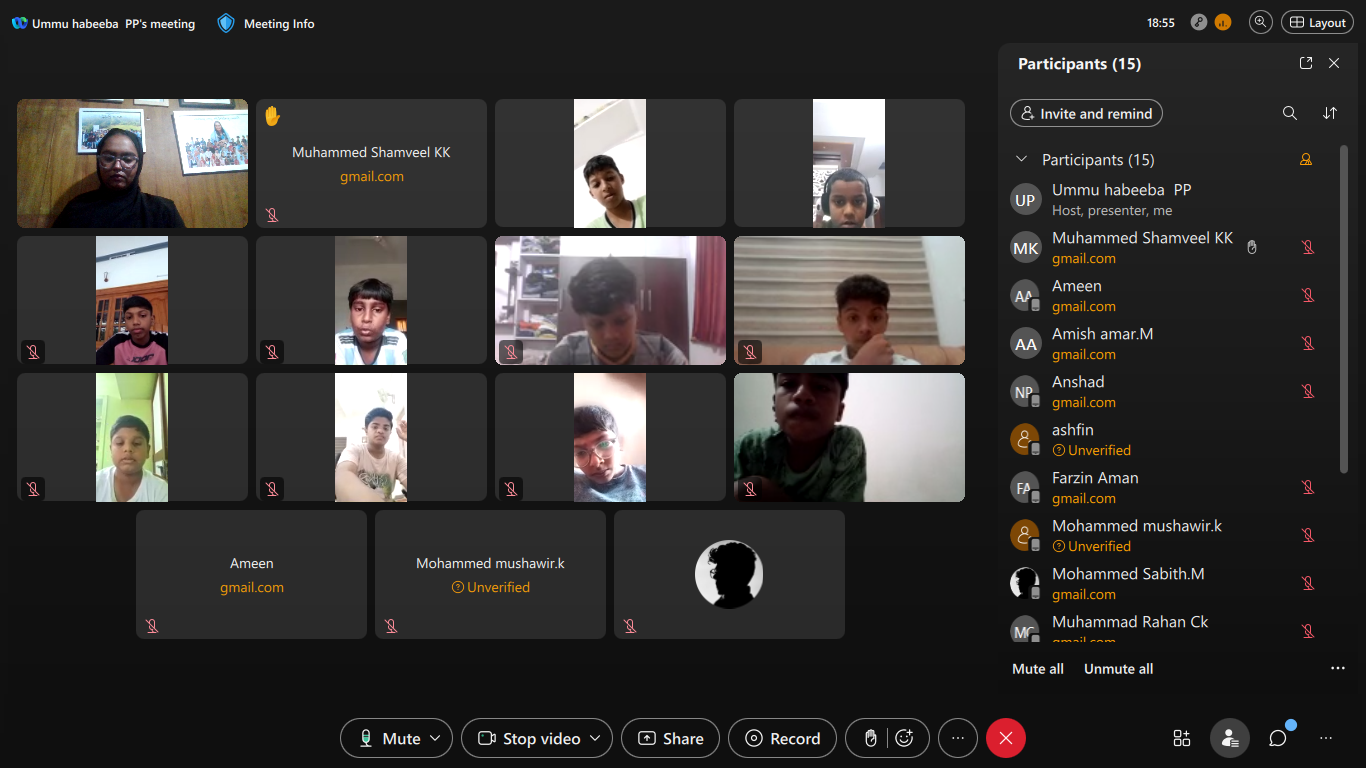 Ummu habeeba  PP's meeting
Meeting Info
18:55
Layout
Muhammed Shamveel KK
gmail.com
Ameen
gmail.com
Mohammed mushawir.k
Unverified
Participants (15)
Invite and remind
Participants (15)
UP
Ummu habeeba  PP
Host, presenter, me
MK
Muhammed Shamveel KK
gmail.com
AA
Ameen
gmail.com
AA
Amish amar.M
gmail.com
NP
Anshad
gmail.com
ashfin
Unverified
FA
Farzin Aman
gmail.com
Mohammed mushawir.k
Unverified
Mohammed Sabith.M
gmail.com
MC
Muhammad Rahan Ck
gmail.com
Mute all
Unmute all
Mute
Stop video
Share
Record